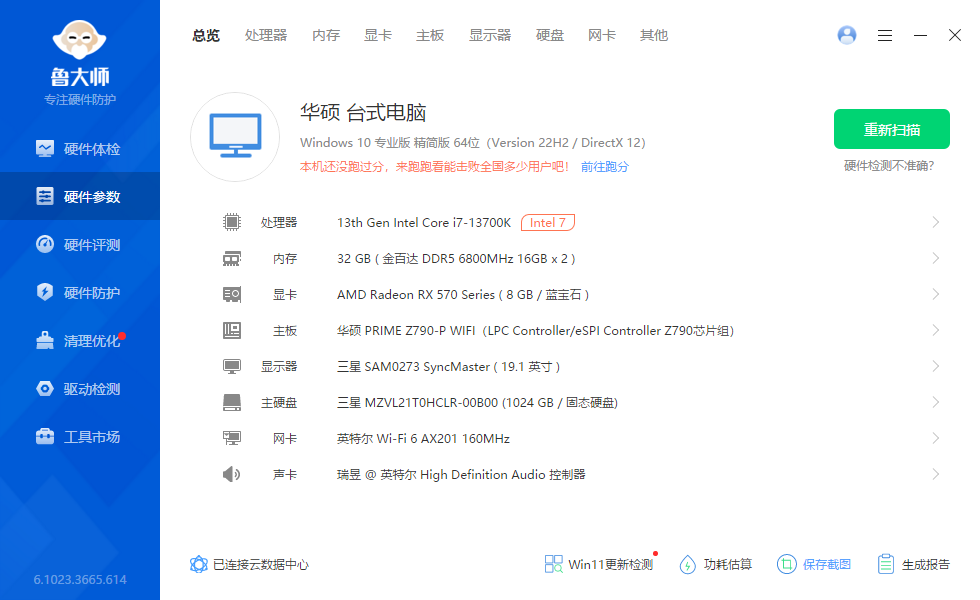 鲁大师
专注硬件防护
硬件体检
硬件参数
硬件评测
硬件防护
清理优化
驱动检测
工具市场
6.1023.3665.614
总览 处理器 内存 显卡 主板 显示器 硬盘 网卡 其他
华硕 台式电脑
Windows 10 专业版 精简版 64位（Version 22H2 / DirectX 12）
本机还没跑过分，来跑跑看能击败全国多少用户吧！ 前往跑分
重新扫描
硬件检测不准确?
处理器 13th Gen Intel Core i7-13700K Intel 7
内存 32 GB ( 金百达 DDR5 6800MHz 16GB x 2 )
显卡 AMD Radeon RX 570 Series ( 8 GB / 蓝宝石 )
主板 华硕 PRIME Z790-P WIFI（LPC Controller/eSPI Controller Z790芯片组）
显示器 三星 SAM0273 SyncMaster ( 19.1 英寸 )
主硬盘 三星 MZVL21T0HCLR-00B00 (1024 GB / 固态硬盘)
网卡 英特尔 Wi-Fi 6 AX201 160MHz
声卡 瑞昱 @ 英特尔 High Definition Audio 控制器
已连接云数据中心 Win11更新检测 功耗估算 保存截图 生成报告